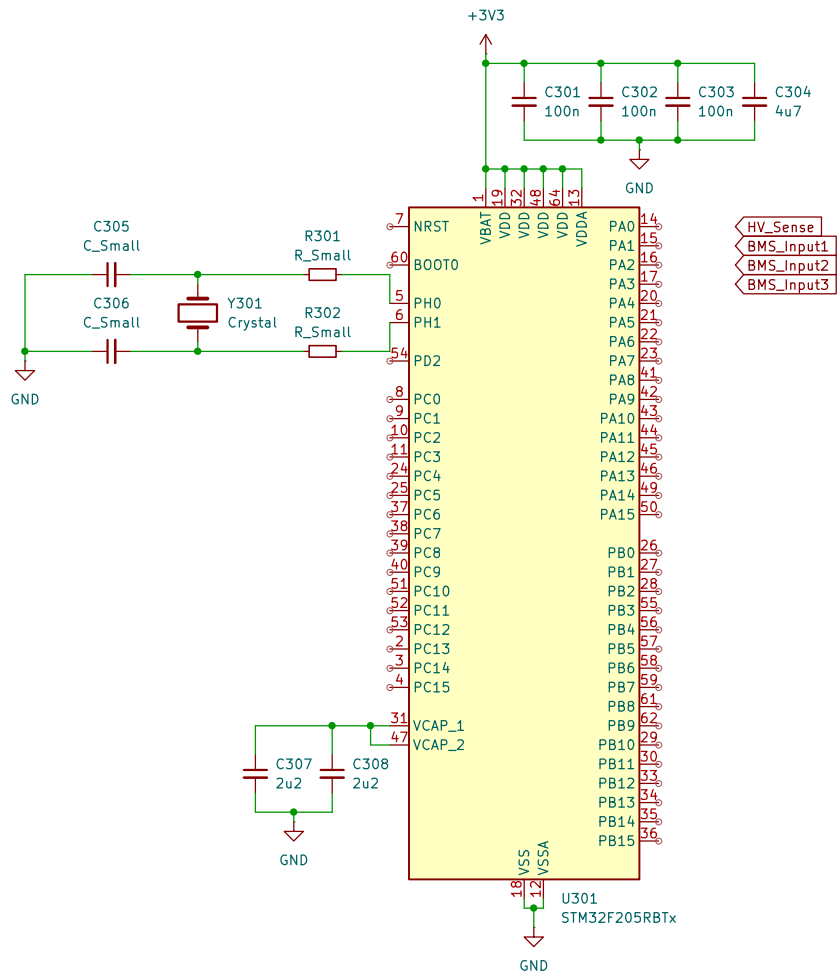 +3V3
C301
100n
C302
100n
C303
100n
C304
4u7
GND
1
19
32
48
64
13
VBAT
VDD
VDD
VDD
VDD
VDDA
7 NRST
60 BOOT0
5 PH0
6 PH1
54 PD2
8 PC0
9 PC1
10 PC2
11 PC3
24 PC4
25 PC5
37 PC6
38 PC7
39 PC8
40 PC9
51 PC10
52 PC11
53 PC12
2 PC13
3 PC14
4 PC15
31 VCAP_1
47 VCAP_2
PA0 14
PA1 15
PA2 16
PA3 17
PA4 20
PA5 21
PA6 22
PA7 23
PA8 41
PA9 42
PA10 43
PA11 44
PA12 45
PA13 46
PA14 49
PA15 50
PB0 26
PB1 27
PB2 28
PB3 55
PB4 56
PB5 57
PB6 58
PB7 59
PB8 61
PB9 62
PB10 29
PB11 30
PB12 33
PB13 34
PB14 35
PB15 36
HV_Sense
BMS_Input1
BMS_Input2
BMS_Input3
C305
C_Small
C306
C_Small
R301
R_Small
R302
R_Small
Y301
Crystal
GND
C307
2u2
C308
2u2
GND
VSS
VSSA
18
12
U301
STM32F205RBTx
GND